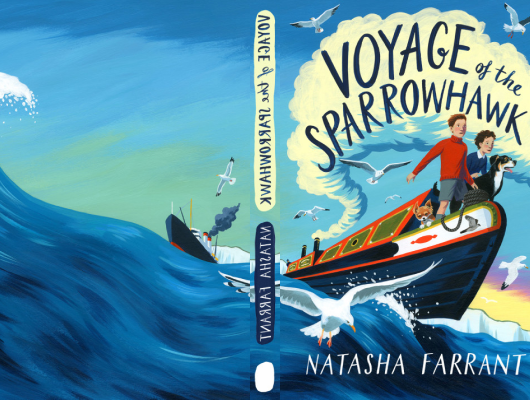 VOYAGE of the SPARROWHAWK
NATASHA FARRANT
VOYAGE
of the
SPARROWHAWK
NATASHA FARRANT